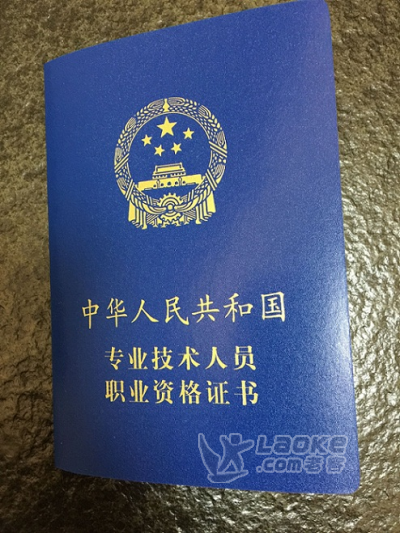 中华人民共和国
专业技术人员
职业资格证书
LAOKE
.com老客